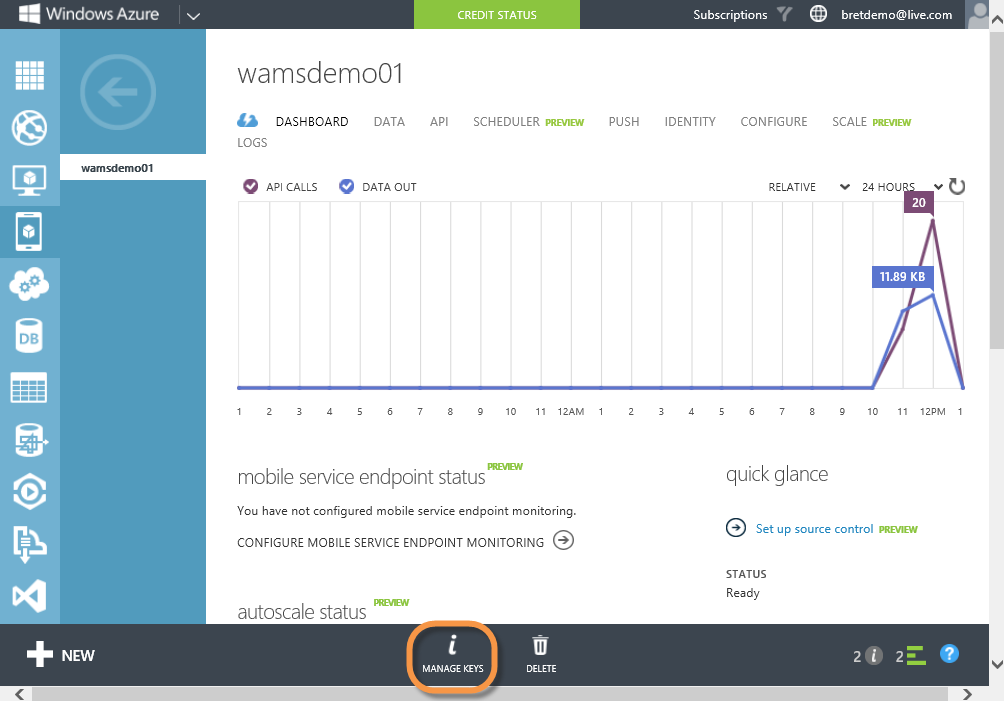 Windows Azure CREDIT STATUS Subscriptions bretdemo@live.com
wamsdemo01
wamsdemo01
DASHBOARD DATA API SCHEDULER PREVIEW PUSH IDENTITY CONFIGURE SCALE PREVIEW
LOGS
API CALLS DATA OUT RELATIVE 24 HOURS
20
11.89 KB
1 2 3 4 5 6 7 8 9 10 11 12AM 1 2 3 4 5 6 7 8 9 10 11 12PM 1
DB
mobile service endpoint status PREVIEW
You have not configured mobile service endpoint monitoring.
CONFIGURE MOBILE SERVICE ENDPOINT MONITORING
quick glance
Set up source control PREVIEW
STATUS
Ready
autoscale status PREVIEW
NEW
i
MANAGE KEYS
DELETE
2 i 2 ?